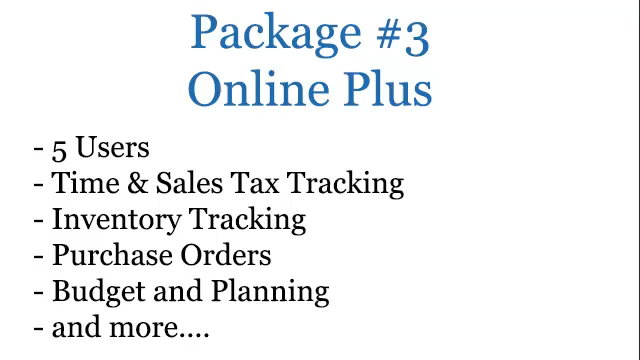 Package #3
Online Plus
- 5 Users
- Time & Sales Tax Tracking
- Inventory Tracking
- Purchase Orders
- Budget and Planning
- and more....